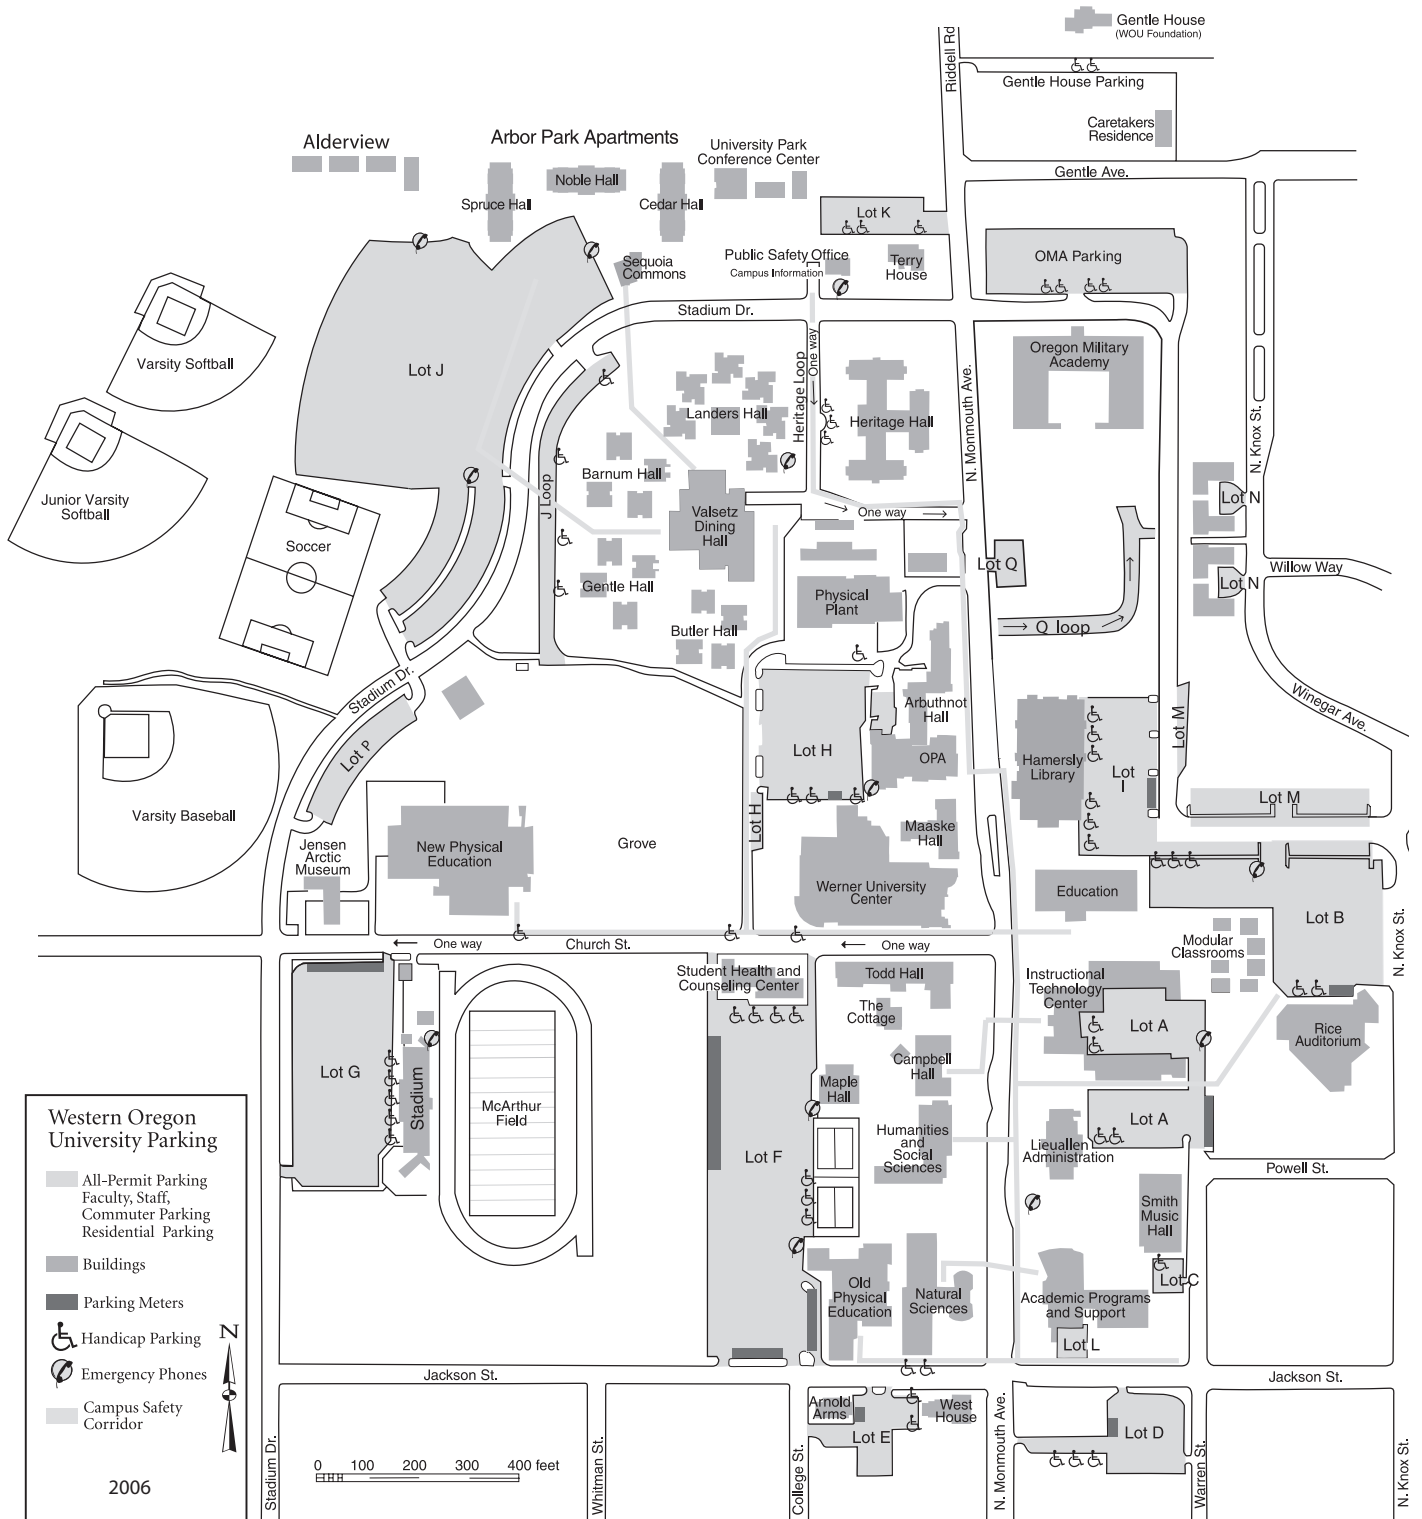 Gentle House
(WOU Foundation)
Riddell Rd
Gentle House Parking
Caretakers
Residence
Gentle Ave.
Alderview
Arbor Park Apartments
University Park
Conference Center
Noble Hall
Spruce Hall
Cedar Hall
Lot K
Sequoia
Commons
Public Safety Office
Campus Information
Terry
House
OMA Parking
Stadium Dr.
Varsity Softball
Lot J
Landers Hall
Heritage Loop
One way
Heritage Hall
N. Monmouth Ave.
Oregon Military
Academy
N. Knox St.
Junior Varsity
Softball
Barnum Hall
J Loop
Valsetz
Dining
Hall
One way
Lot N
Soccer
Lot Q
Willow Way
Lot N
Gentle Hall
Physical
Plant
Butler Hall
Q loop
Stadium Dr.
Winegar Ave.
Arbuthnot
Hall
Lot P
Lot H
OPA
Hamersly
Library
Lot
I
Lot M
Lot M
Varsity Baseball
Jensen
Arctic
Museum
New Physical
Education
Grove
Lot H
Maaske
Hall
Werner University
Center
Education
Lot B
N. Knox St.
Modular
Classrooms
One way
Church St.
One way
Student Health and
Counseling Center
Todd Hall
Instructional
Technology
Center
The
Cottage
Lot A
Rice
Auditorium
Lot G
Stadium
McArthur
Field
Campbell
Hall
Maple
Hall
Lot A
Humanities
and
Social
Sciences
Lieuallen
Administration
Lot F
Powell St.
Smith
Music
Hall
Lot C
Old
Physical
Education
Natural
Sciences
Academic Programs
and Support
Lot L
Jackson St.
Jackson St.
Arnold
Arms
West
House
Lot E
Lot D
Stadium Dr.
Whitman St.
College St.
N. Monmouth Ave.
Warren St.
N. Knox St.
0 100 200 300 400 feet
Western Oregon
University Parking
All-Permit Parking
Faculty, Staff,
Commuter Parking
Residential Parking
Buildings
Parking Meters
Handicap Parking
Emergency Phones
Campus Safety
Corridor
N
2006